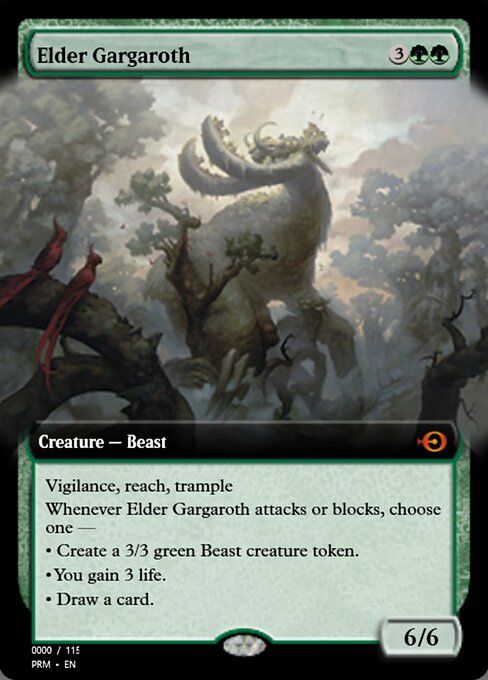 Elder Gargaroth
3
Creature — Beast
Vigilance, reach, trample
Whenever Elder Gargaroth attacks or blocks, choose
one —
• Create a 3/3 green Beast creature token.
• You gain 3 life.
• Draw a card.
6/6
0000 / 115
PRM • EN